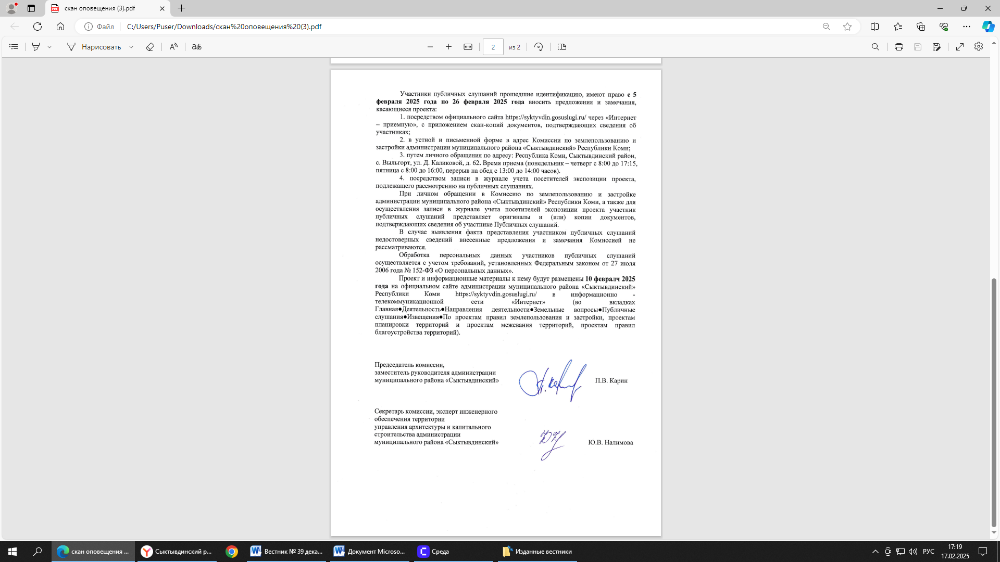 скан оповещения (3).pdf
Файл
C:/Users/Puser/Downloads/скан%20оповещения%20(3).pdf
Нарисовать
2
из 2
Участники публичных слушаний прошедшие идентификацию, имеют право с 5
февраля 2025 года по 26 февраля 2025 года вносить предложения и замечания,
касающиеся проекта:
1. посредством официального сайта https://syktyvdin.gosuslugi.ru/ через «Интернет
– приемную», с приложением скан-копий документов, подтверждающих сведения об
участниках;
2. в устной и письменной форме в адрес Комиссии по землепользованию и
застройки администрации муниципального района «Сыктывдинский» Республики Коми;
3. путем личного обращения по адресу: Республика Коми, Сыктывдинский район,
с. Выльгорт, ул. Д. Каликовой, д. 62. Время приема (понедельник – четверг с 8:00 до 17:15,
пятница с 8:00 до 16:00, перерыв на обед с 13:00 до 14:00 часов).
4. посредством записи в журнале учета посетителей экспозиции проекта,
подлежащего рассмотрению на публичных слушаниях.
При личном обращении в Комиссию по землепользованию и застройке
администрации муниципального района «Сыктывдинский» Республики Коми, а также для
осуществления записи в журнале учета посетителей экспозиции проекта участник
публичных слушаний представляет оригиналы и (или) копии документов,
подтверждающих сведения об участнике Публичных слушаний.
В случае выявления факта представления участником публичных слушаний
недостоверных сведений внесенные предложения и замечания Комиссией не
рассматриваются.
Обработка персональных данных участников публичных слушаний
осуществляется с учетом требований, установленных Федеральным законом от 27 июля
2006 года № 152-ФЗ «О персональных данных».
Проект и информационные материалы к нему будут размещены 10 февралч 2025
года на официальном сайте администрации муниципального района «Сыктывдинский»
Республики Коми https://syktyvdin.gosuslugi.ru/ в информационно -
телекоммуникационной сети «Интернет» (во вкладках
Главная●Деятельность●Направления деятельности●Земельные вопросы●Публичные
слушания●Извещения●По проектам правил землепользования и застройки, проектам
планировки территорий и проектам межевания территорий, проектам правил
благоустройства территорий).
Председатель комиссии,
заместитель руководителя администрации
муниципального района «Сыктывдинский»
П.В. Карин
Секретарь комиссии, эксперт инженерного
обеспечения территории
управления архитектуры и капитального
строительства администрации
муниципального района «Сыктывдинский»
Ю.В. Налимова
скан оповещения ...
Сыктывдинский р...
Вестник № 39 дека...
Документ Microso...
Среда
Изданные вестники
РУС
17:19
17.02.2025